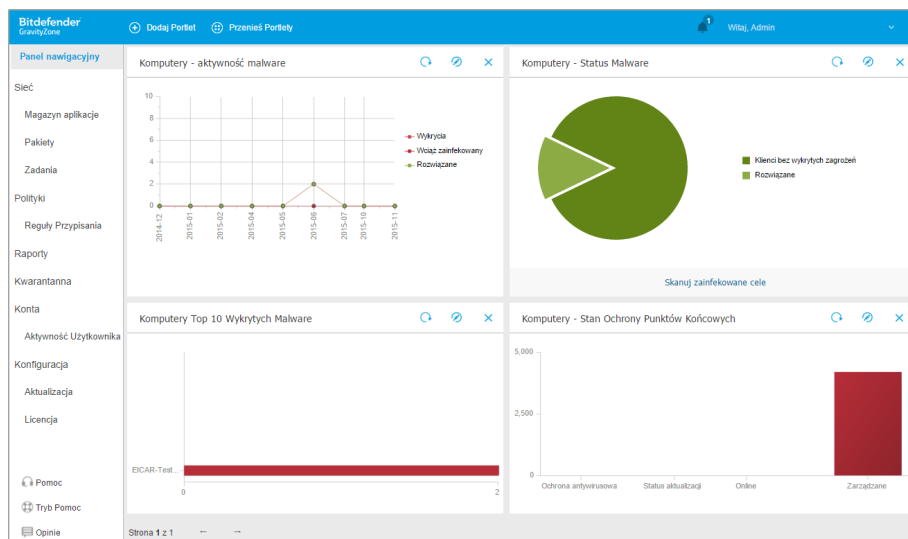 Bitdefender
GravityZone
Dodaj Portlet
Przenieś Portlety
1
Witaj, Admin
Panel nawigacyjny
Sieć
Magazyn aplikacje
Pakiety
Zadania
Polityki
Reguły Przypisania
Raporty
Kwarantanna
Konta
Aktywność Użytkownika
Konfiguracja
Aktualizacja
Licencja
Pomoc
Tryb Pomoc
Opinie
Komputery - aktywność malware
10
8
6
4
2
0
2014-12
2015-01
2015-02
2015-04
2015-05
2015-06
2015-07
2015-10
2015-11
Wykrycia
Wciąż zainfekowany
Rozwiązane
Komputery - Status Malware
Klienci bez wykrytych zagrożeń
Rozwiązane
Skanuj zainfekowane cele
Komputery Top 10 Wykrytych Malware
EICAR-Test...
0
2
Komputery - Stan Ochrony Punktów Końcowych
5,000
2,500
0
Ochrona antywirusowa
Status aktualizacji
Online
Zarządzane
Strona 1 z 1